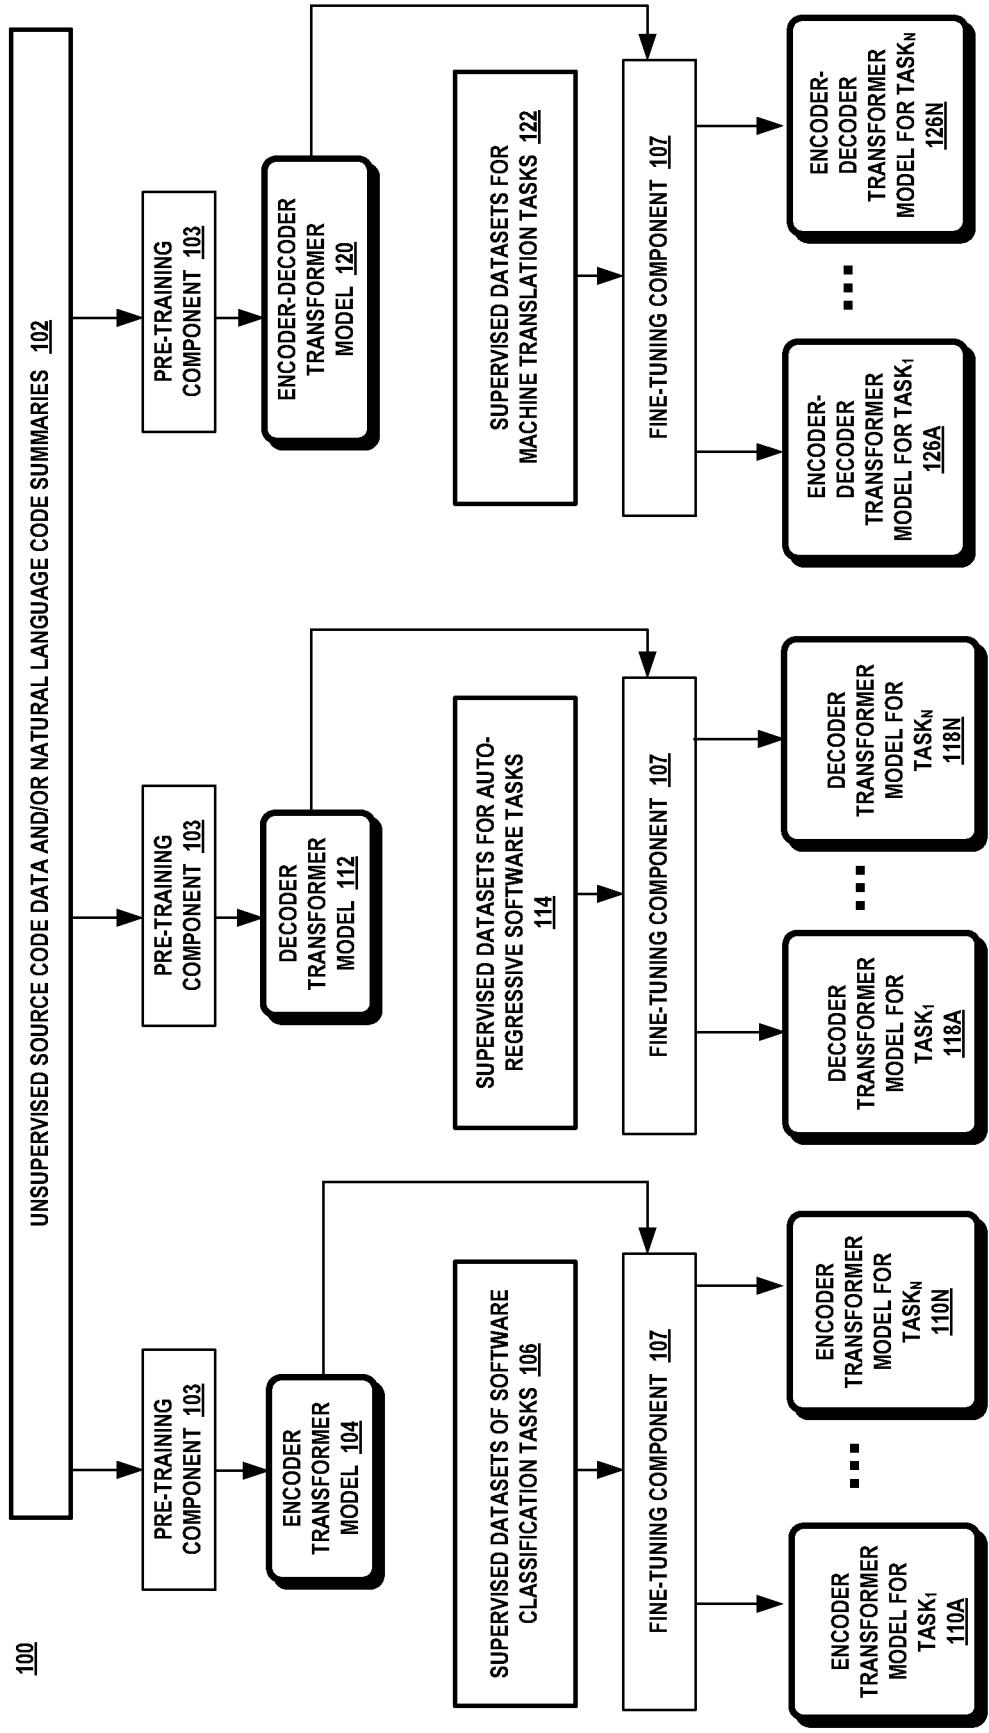 100
UNSUPERVISED SOURCE CODE DATA AND/OR NATURAL LANGUAGE CODE SUMMARIES 102
PRE-TRAINING
COMPONENT 103
ENCODER
TRANSFORMER
MODEL 104
SUPERVISED DATASETS OF SOFTWARE
CLASSIFICATION TASKS 106
FINE-TUNING COMPONENT 107
ENCODER
TRANSFORMER
MODEL FOR
TASK₁
110A
...
ENCODER
TRANSFORMER
MODEL FOR
TASKN
110N
PRE-TRAINING
COMPONENT 103
DECODER
TRANSFORMER
MODEL 112
SUPERVISED DATASETS FOR AUTO-
REGRESSIVE SOFTWARE TASKS
114
FINE-TUNING COMPONENT 107
DECODER
TRANSFORMER
MODEL FOR
TASK₁
118A
...
DECODER
TRANSFORMER
MODEL FOR
TASKN
118N
PRE-TRAINING
COMPONENT 103
ENCODER-DECODER
TRANSFORMER
MODEL 120
SUPERVISED DATASETS FOR
MACHINE TRANSLATION TASKS 122
FINE-TUNING COMPONENT 107
ENCODER-
DECODER
TRANSFORMER
MODEL FOR TASK₁
126A
...
ENCODER-
DECODER
TRANSFORMER
MODEL FOR TASKN
126N